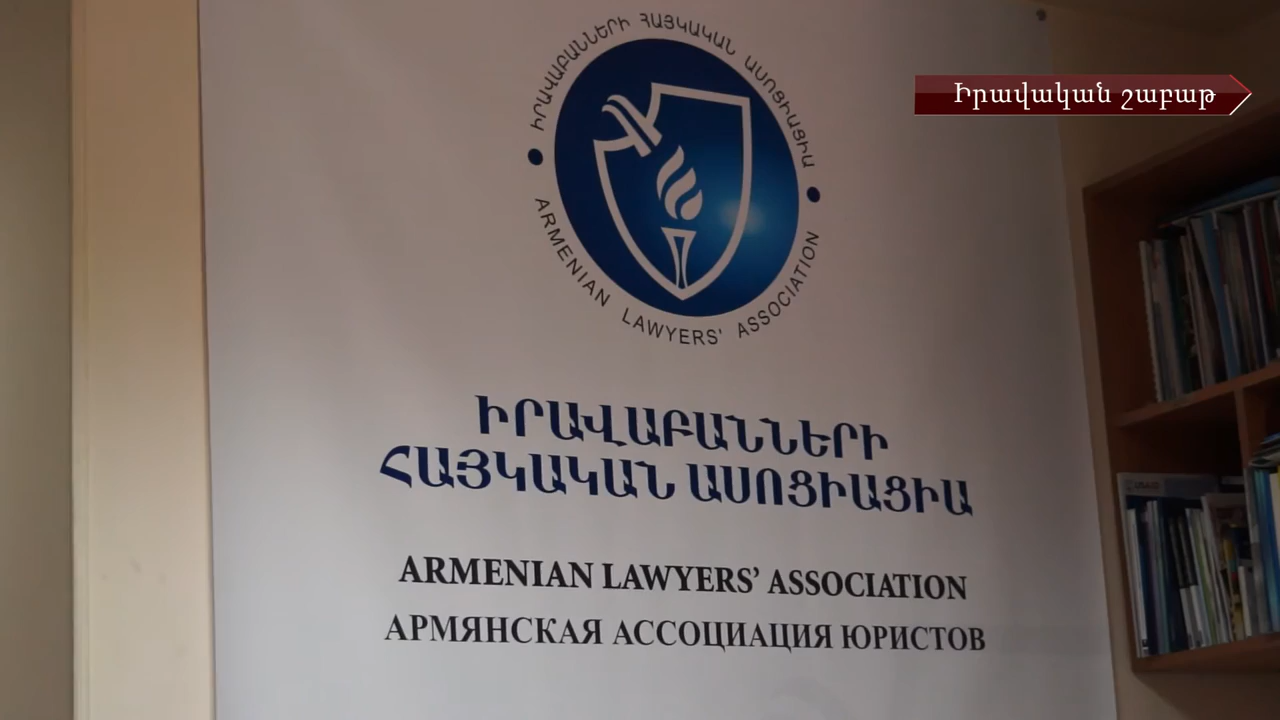 ԻՐԱՎԱԲԱՆՆԵՐԻ ՀԱՅԿԱԿԱՆ ԱՍՈՑԻԱՑԻԱ
ARMENIAN LAWYERS' ASSOCIATION
Իրավական շաբաթ
ԻՐԱՎԱԲԱՆՆԵՐԻ
ՀԱՅԿԱԿԱՆ ԱՍՈՑԻԱՑԻԱ
ARMENIAN LAWYERS’ ASSOCIATION
АРМЯНСКАЯ АССОЦИАЦИЯ ЮРИСТОВ